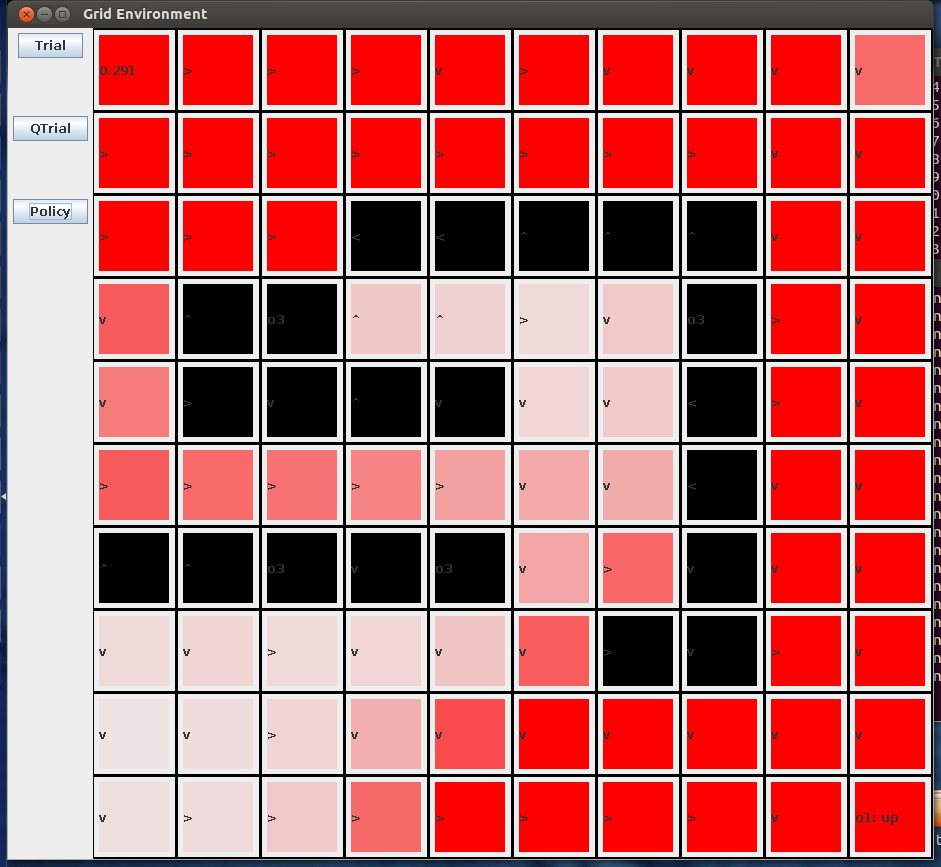 Grid Environment
Trial
0.291 > > > v > v v v v
QTrial
> > > > > > > > v v
Policy
> > > < < ^ ^ ^ v v
v ^ o3 ^ ^ > v o3 > v
v > v ^ v v v < > v
> > > > > v v < v v
^ ^ o3 v o3 v > v v v
v v > v v v > v > v
v v > v v v v v v v
v > > > > > > > v o1: up